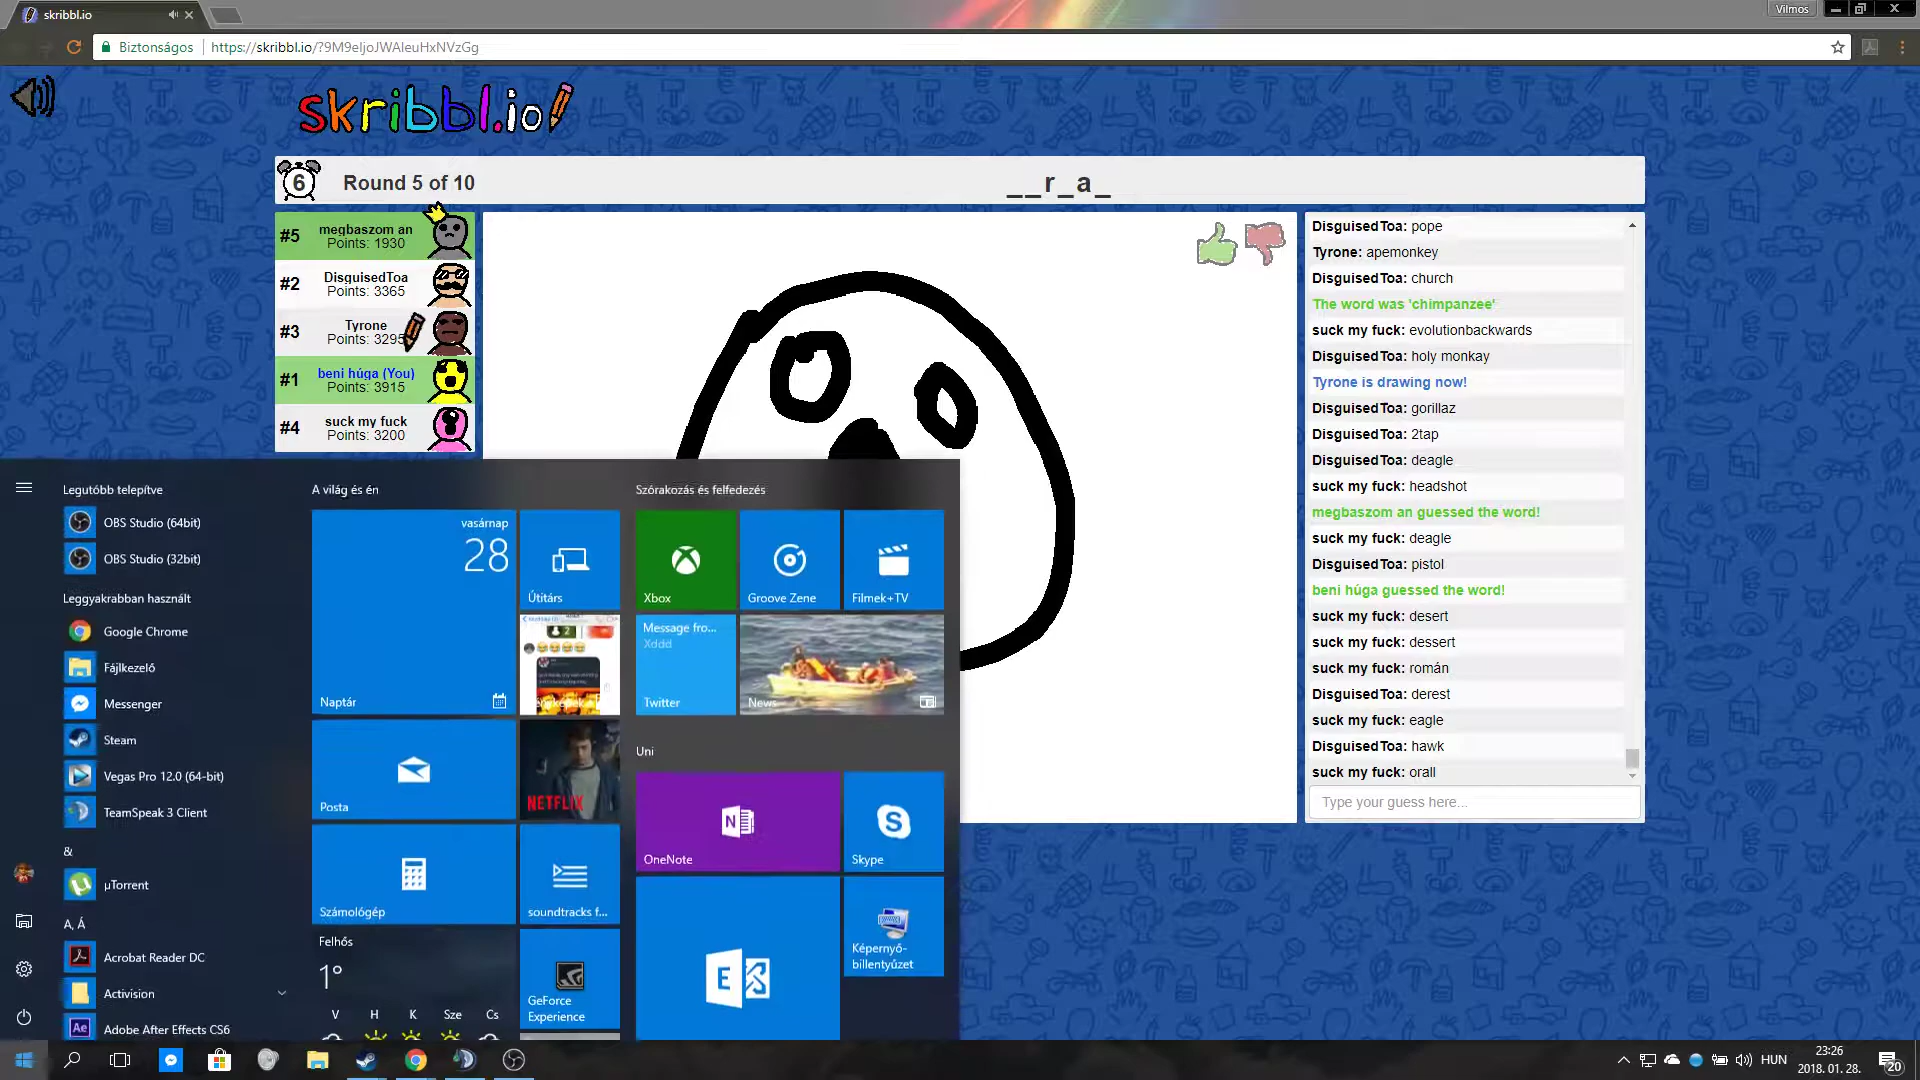 skribbl.io
Vilmos
Biztonságos
https://skribbl.io/?9M9eljoJWAleuHxNVzGg
skribbl.io
6
Round 5 of 10
__r_a_
#5
megbaszom an
Points: 1930
#2
DisguisedToa
Points: 3365
#3
Tyrone
Points: 3295
#1
beni húga (You)
Points: 3915
#4
suck my fuck
Points: 3200
DisguisedToa: pope
Tyrone: apemonkey
DisguisedToa: church
The word was 'chimpanzee'
suck my fuck: evolutionbackwards
DisguisedToa: holy monkay
Tyrone is drawing now!
DisguisedToa: gorillaz
DisguisedToa: 2tap
DisguisedToa: deagle
suck my fuck: headshot
megbaszom an guessed the word!
suck my fuck: deagle
DisguisedToa: pistol
beni húga guessed the word!
suck my fuck: desert
suck my fuck: dessert
suck my fuck: román
DisguisedToa: derest
suck my fuck: eagle
DisguisedToa: hawk
suck my fuck: orall
Type your guess here...
Legutóbb telepítve
OBS Studio (64bit)
OBS Studio (32bit)
Leggyakrabban használt
Google Chrome
Fájlkezelő
Messenger
Steam
Vegas Pro 12.0 (64-bit)
TeamSpeak 3 Client
&
µTorrent
A, Á
Acrobat Reader DC
Activision
Adobe After Effects CS6
A világ és én
vasárnap
28
Naptár
Útitárs
Posta
NETFLIX
Számológép
soundtracks f...
Felhős
1°
V
H
K
Sze
Cs
GeForce
Experience
Szórakozás és felfedezés
Xbox
Groove Zene
Filmek+TV
Message fro...
Xddd
Twitter
News
Uni
OneNote
Skype
Képernyő-
billentyűzet
HUN
23:26
2018. 01. 28.
20